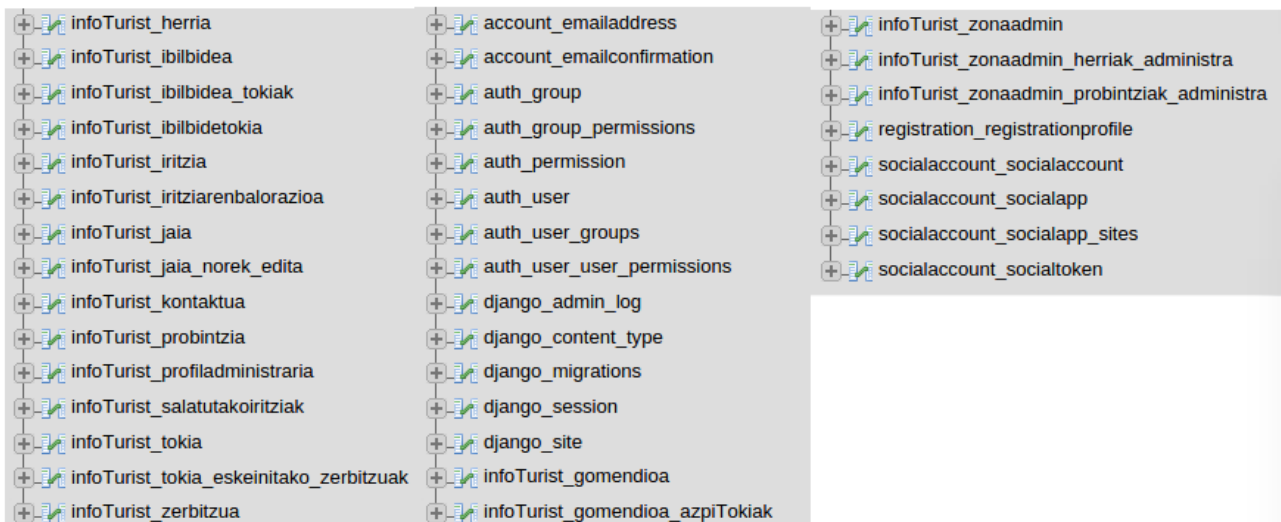 infoTurist_herria
infoTurist_ibilbidea
infoTurist_ibilbidea_tokiak
infoTurist_ibilbidetokia
infoTurist_iritzia
infoTurist_iritziarenbalorazioa
infoTurist_jaia
infoTurist_jaia_norek_edita
infoTurist_kontaktua
infoTurist_probintzia
infoTurist_profiladministraria
infoTurist_salatutakoiritziak
infoTurist_tokia
infoTurist_tokia_eskeinitako_zerbitzuak
infoTurist_zerbitzua
account_emailaddress
account_emailconfirmation
auth_group
auth_group_permissions
auth_permission
auth_user
auth_user_groups
auth_user_user_permissions
django_admin_log
django_content_type
django_migrations
django_session
django_site
infoTurist_gomendioa
infoTurist_gomendioa_azpiTokiak
infoTurist_zonaadmin
infoTurist_zonaadmin_herriak_administra
infoTurist_zonaadmin_probintziak_administra
registration_registrationprofile
socialaccount_socialaccount
socialaccount_socialapp
socialaccount_socialapp_sites
socialaccount_socialtoken